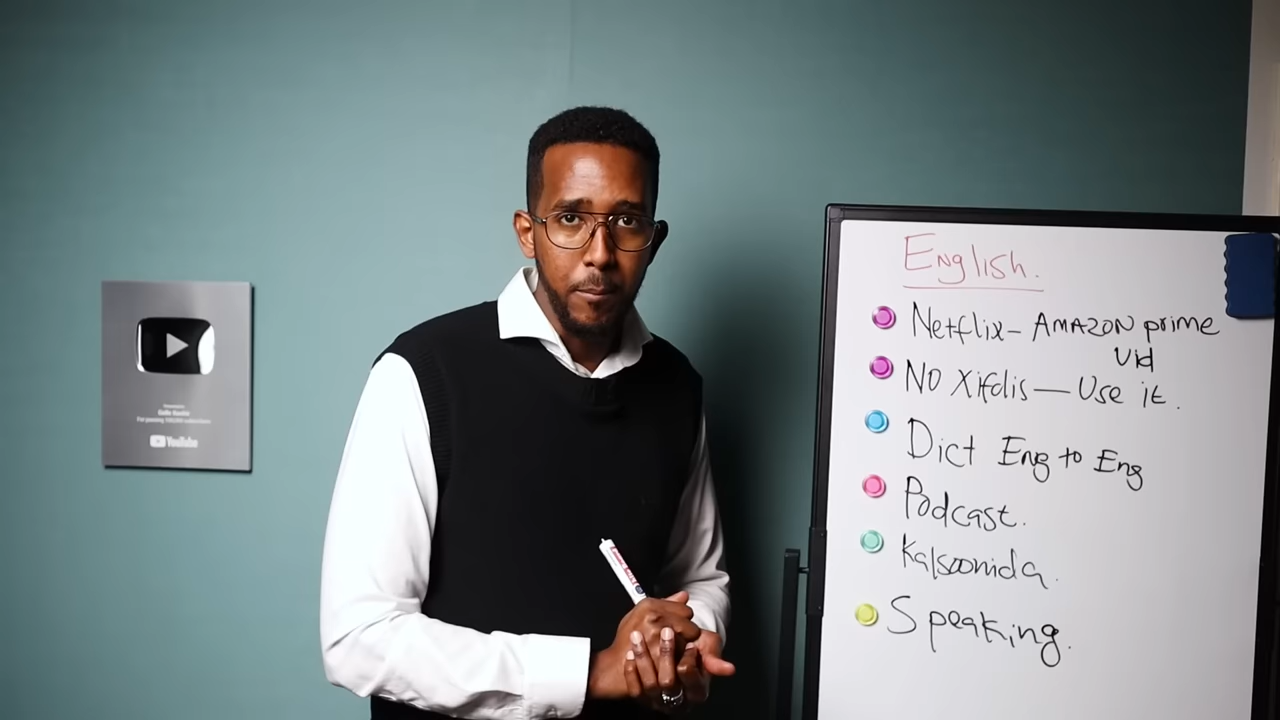 English.
Netflix – AMAZON prime
vid
NO Xifdis — Use it.
Dict Eng to Eng
Podcast.
Kalsoonida.
Speaking.
YouTube